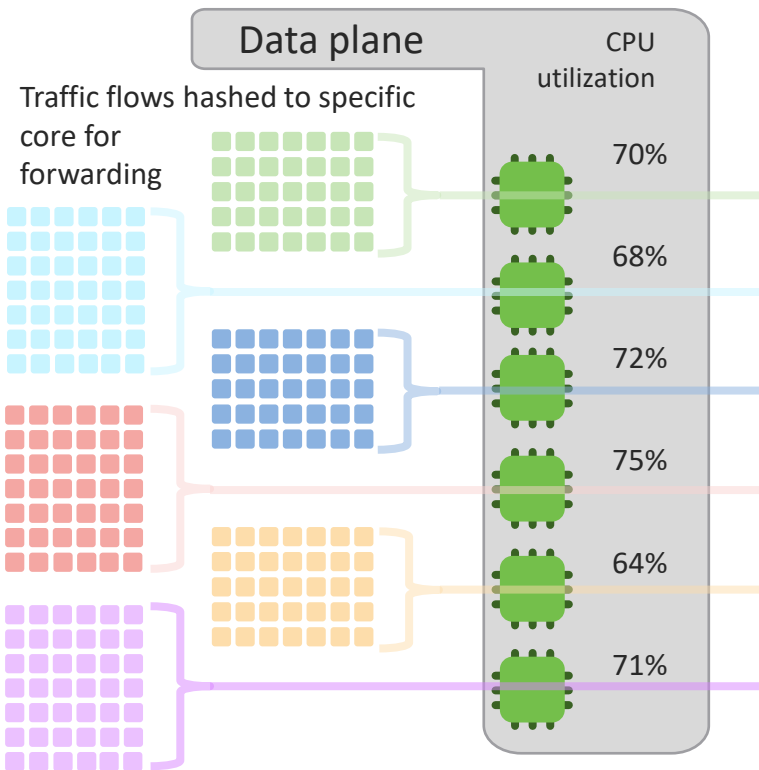 Data plane
CPU
utilization
Traffic flows hashed to specific
core for
forwarding
70%
68%
72%
75%
64%
71%